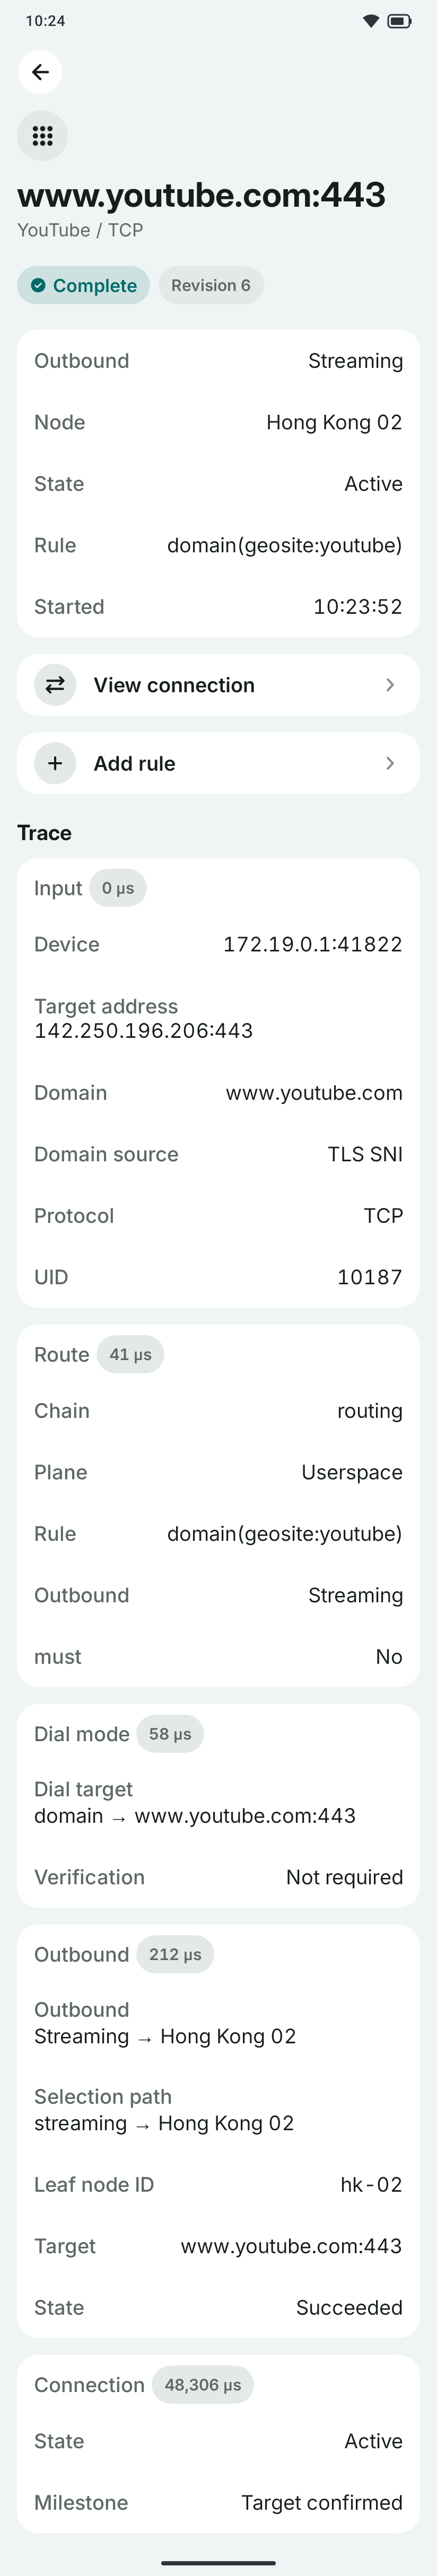 10:24
www.youtube.com:443
YouTube / TCP
Complete Revision 6
Outbound Streaming
Node Hong Kong 02
State Active
Rule domain(geosite:youtube)
Started 10:23:52
View connection
Add rule
Trace
Input 0 µs
Device 172.19.0.1:41822
Target address
142.250.196.206:443
Domain www.youtube.com
Domain source TLS SNI
Protocol TCP
UID 10187
Route 41 µs
Chain routing
Plane Userspace
Rule domain(geosite:youtube)
Outbound Streaming
must No
Dial mode 58 µs
Dial target
domain → www.youtube.com:443
Verification Not required
Outbound 212 µs
Outbound
Streaming → Hong Kong 02
Selection path
streaming → Hong Kong 02
Leaf node ID hk-02
Target www.youtube.com:443
State Succeeded
Connection 48,306 µs
State Active
Milestone Target confirmed